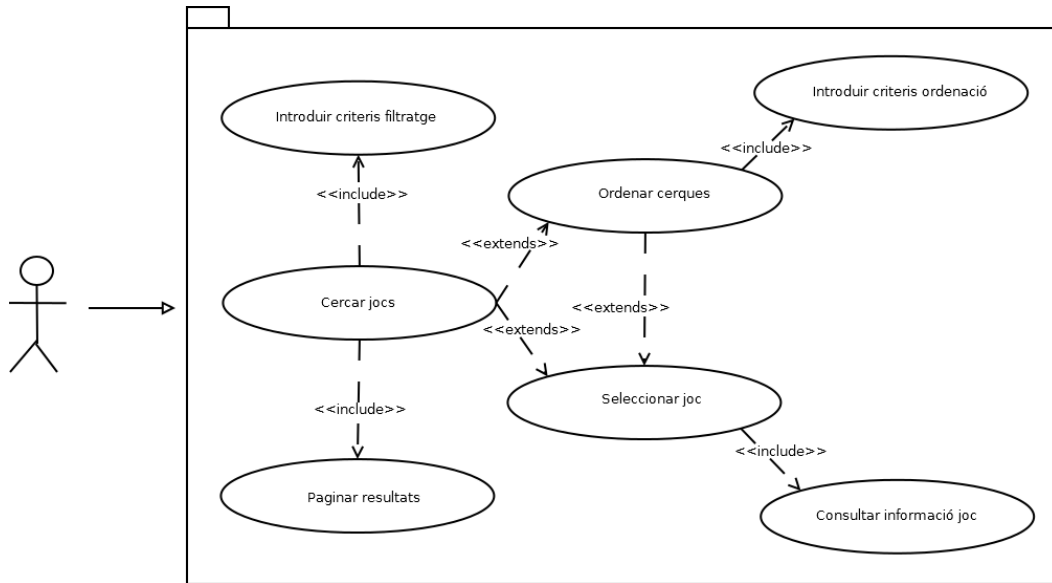 Introduir criteris ordenació
Introduir criteris filtratge
<<include>>
<<include>>
Ordenar cerques
<<extends>>
Cercar jocs
<<extends>>
<<extends>>
Seleccionar joc
<<include>>
<<include>>
Paginar resultats
Consultar informació joc